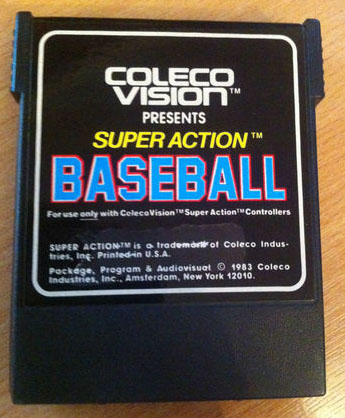 COLECO
VISION™
PRESENTS
SUPER ACTION™
BASEBALL
For use only with ColecoVision™ Super Action™ Controllers
SUPER ACTION™ is a trademark of Coleco Indus-
tries, Inc. Printed in U.S.A.
Package, Program & Audiovisual © 1983 Coleco
Industries, Inc., Amsterdam, New York 12010.